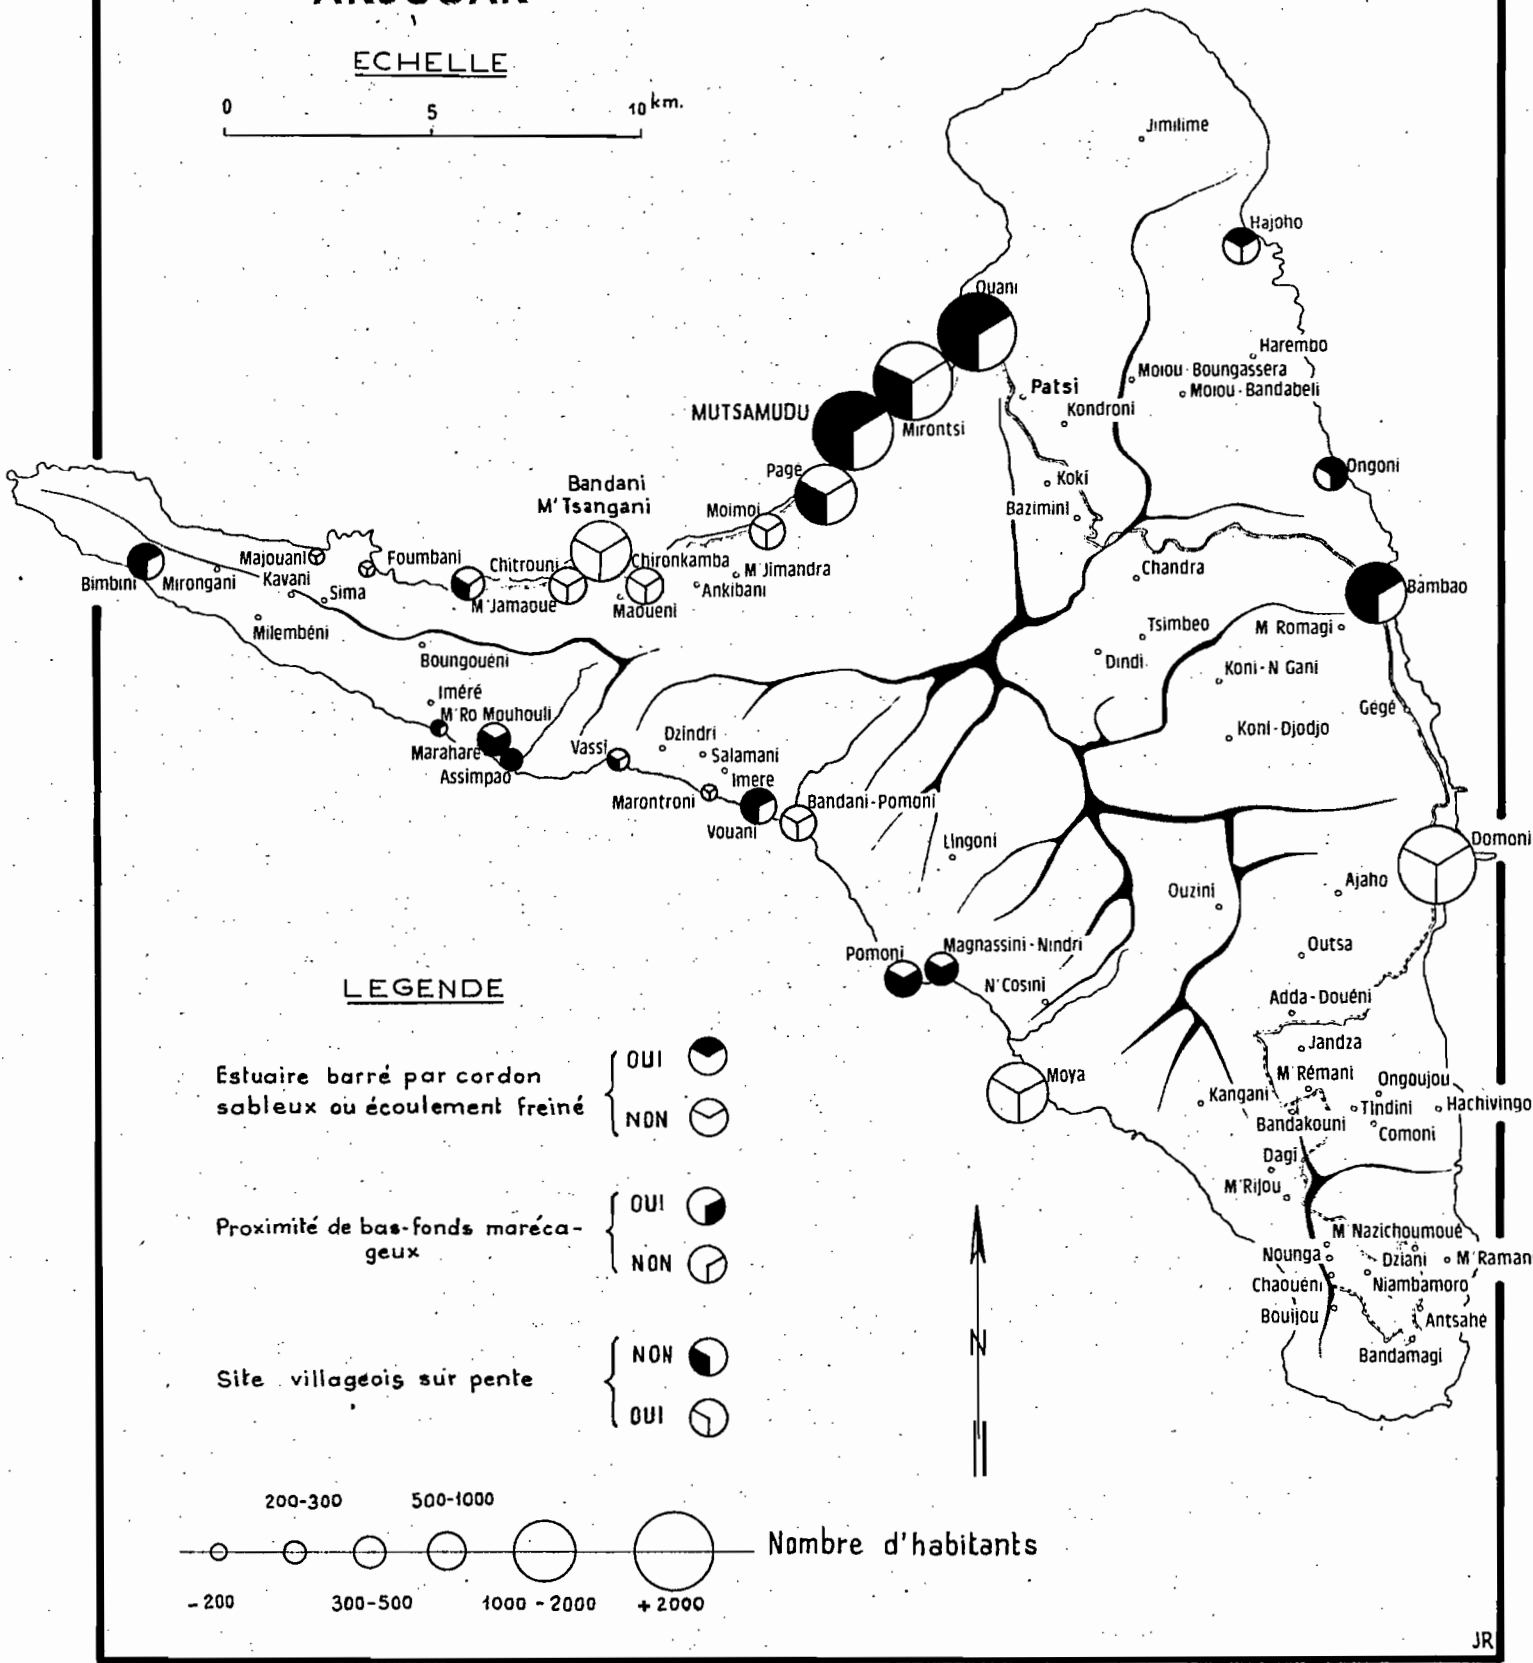 ECHELLE
0 5 10 km.
Jimilime
Hajoho
Ouani
Harembo
Moiou-Boungassera
Moiou-Bandabeli
Patsi
Kondroni
MUTSAMUDU
Mirontsi
Pagé
Ongoni
Koki
Bazimini
Bandani
M'Tsangani
Moimoi
Majouani
Foumbani
Chitrouni
Chironkamba
M'Jimandra
Chandra
Bimbini
Mirongani
Kavani
Sima
M'Jamaoue
Maoueni
Ankibani
Bambao
Milembéni
Tsimbeo
M'Romagi
Boungouéni
Dindi
Koni-N'Gani
Iméré
M'Ro Mouhouli
Gégé
Marahare
Assimpao
Vassi
Dzindri
Salamani
Koni-Djodjo
Imere
Marontroni
Vouani
Bandani-Pomoni
Lingoni
Domoni
Ouzini
Ajaho
Pomoni
Magnassini-Nindri
Outsa
N'Cosini
Adda-Douéni
Jandza
Moya
M'Rémani
Ongoujou
Kangani
Tindini
Hachivingo
Bandakouni
Comoni
Dagi
M'Rijou
M'Nazichoumoué
Nounga
Dziani
M'Raman
Chaouéni
Niambamoro
Bouijou
Antsahé
Bandamagi
N
LEGENDE
Estuaire barré par cordon
sableux ou écoulement freiné
OUI
NON
Proximité de bas-fonds maréca-
geux
OUI
NON
Site villageois sur pente
NON
OUI
200-300 500-1000
Nombre d'habitants
-200 300-500 1000-2000 +2000
JR